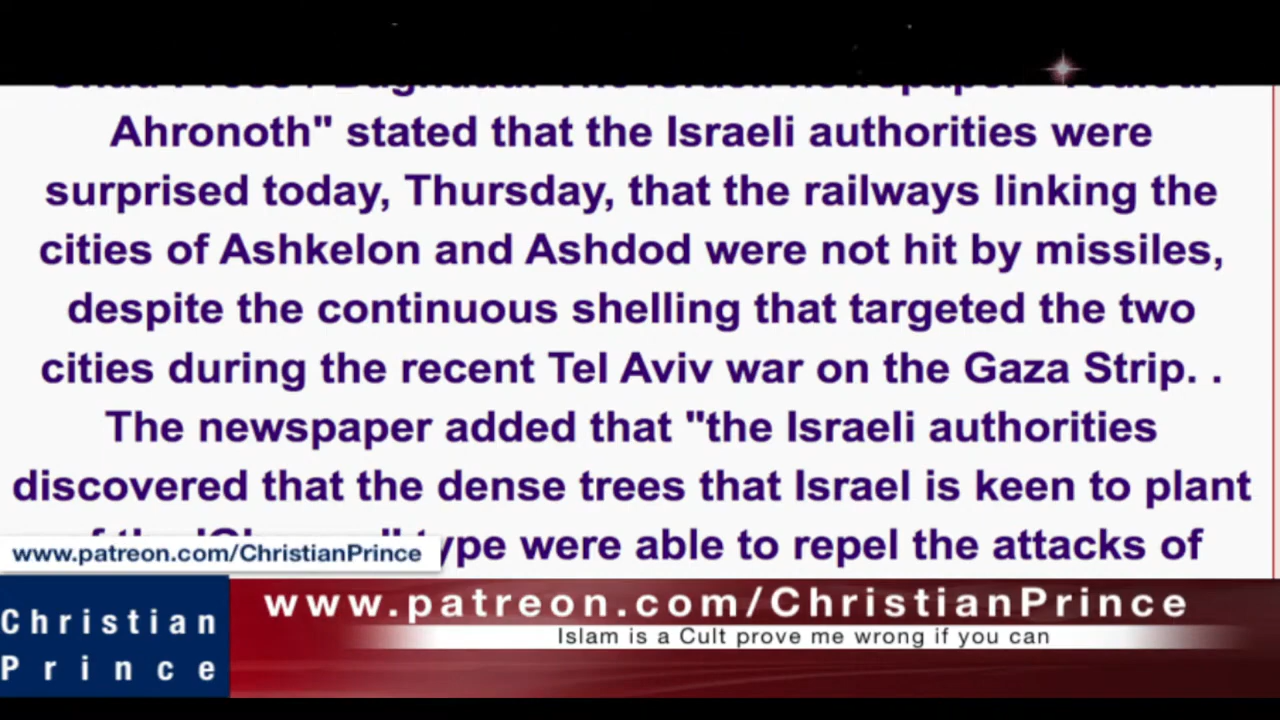 Ahronoth" stated that the Israeli authorities were
surprised today, Thursday, that the railways linking the
cities of Ashkelon and Ashdod were not hit by missiles,
despite the continuous shelling that targeted the two
cities during the recent Tel Aviv war on the Gaza Strip. .
The newspaper added that "the Israeli authorities
discovered that the dense trees that Israel is keen to plant
type were able to repel the attacks of
www.patreon.com/ChristianPrince
www.patreon.com/ChristianPrince
Islam is a Cult prove me wrong if you can
Christian
Prince